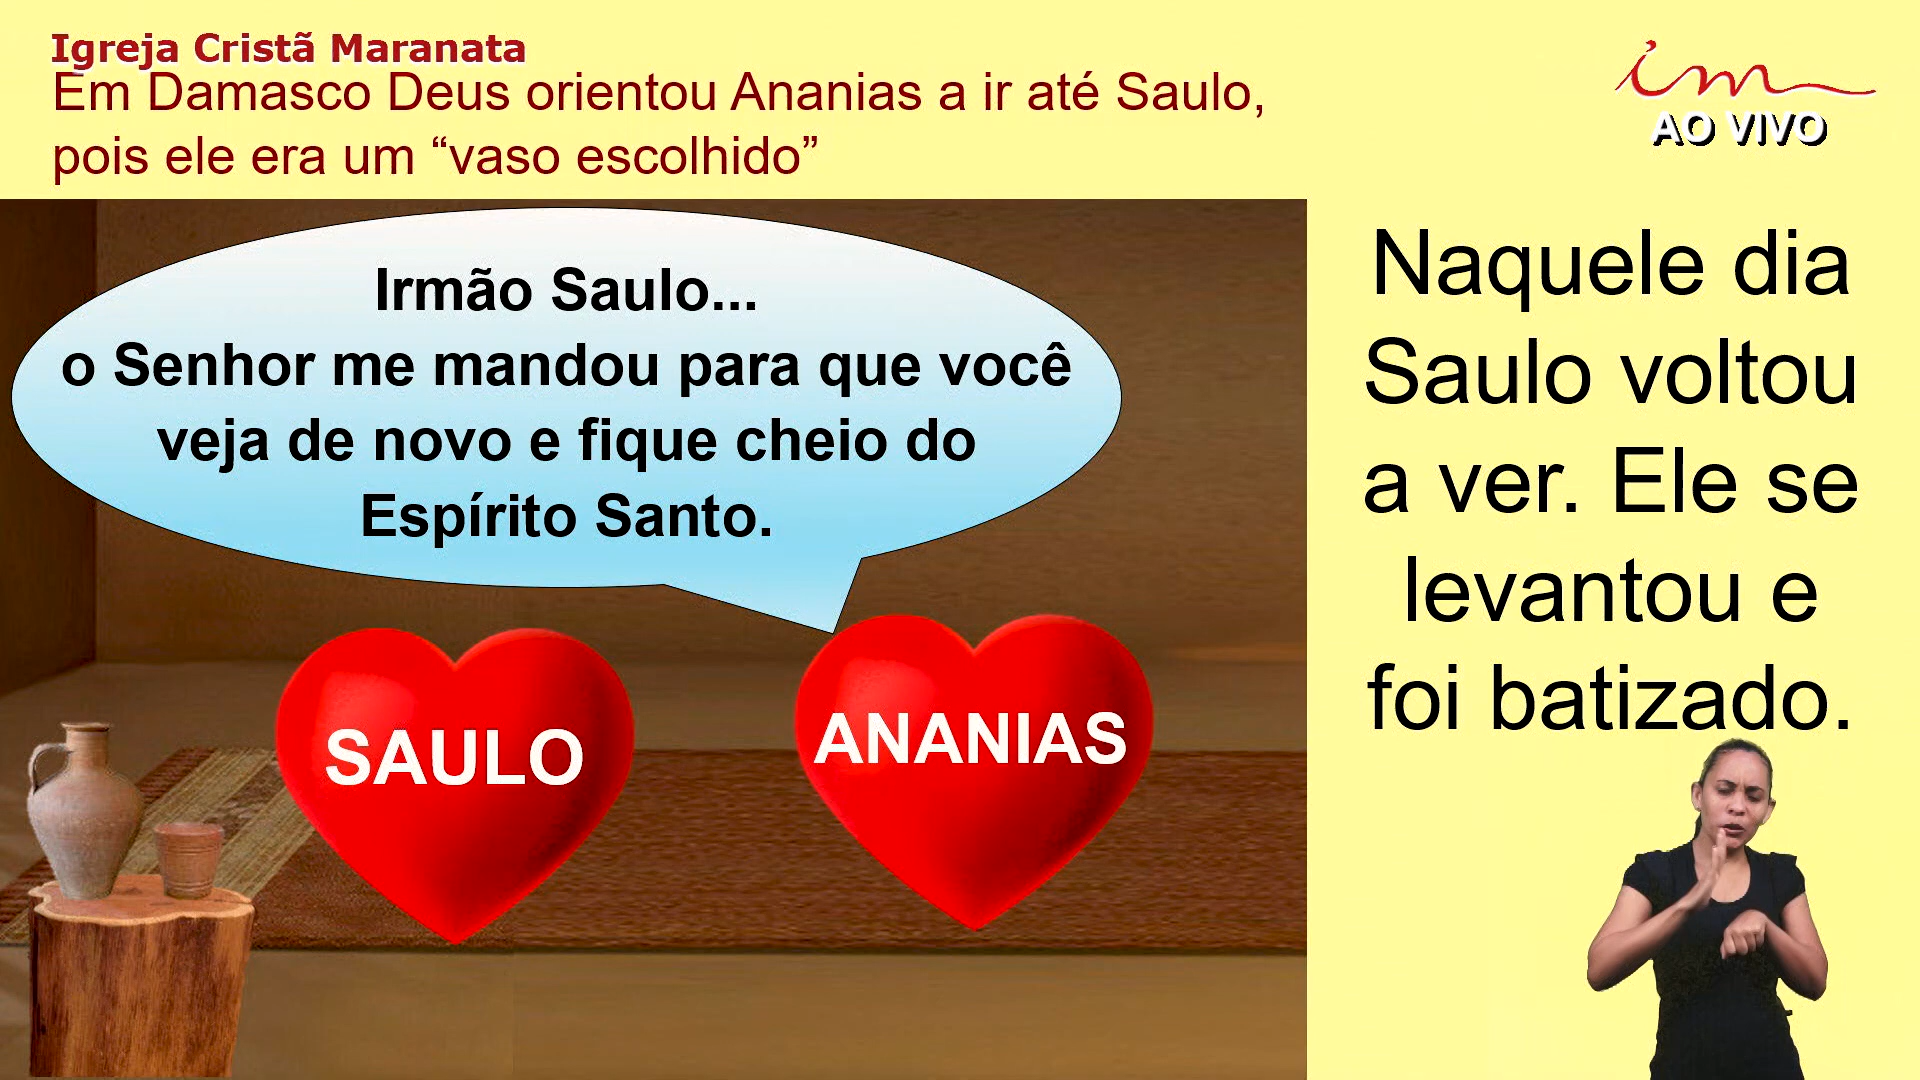 Igreja Cristã Maranata
Em Damasco Deus orientou Ananias a ir até Saulo,
pois ele era um “vaso escolhido”
im
AO VIVO
Irmão Saulo...
o Senhor me mandou para que você
veja de novo e fique cheio do
Espírito Santo.
SAULO
ANANIAS
Naquele dia
Saulo voltou
a ver. Ele se
levantou e
foi batizado.